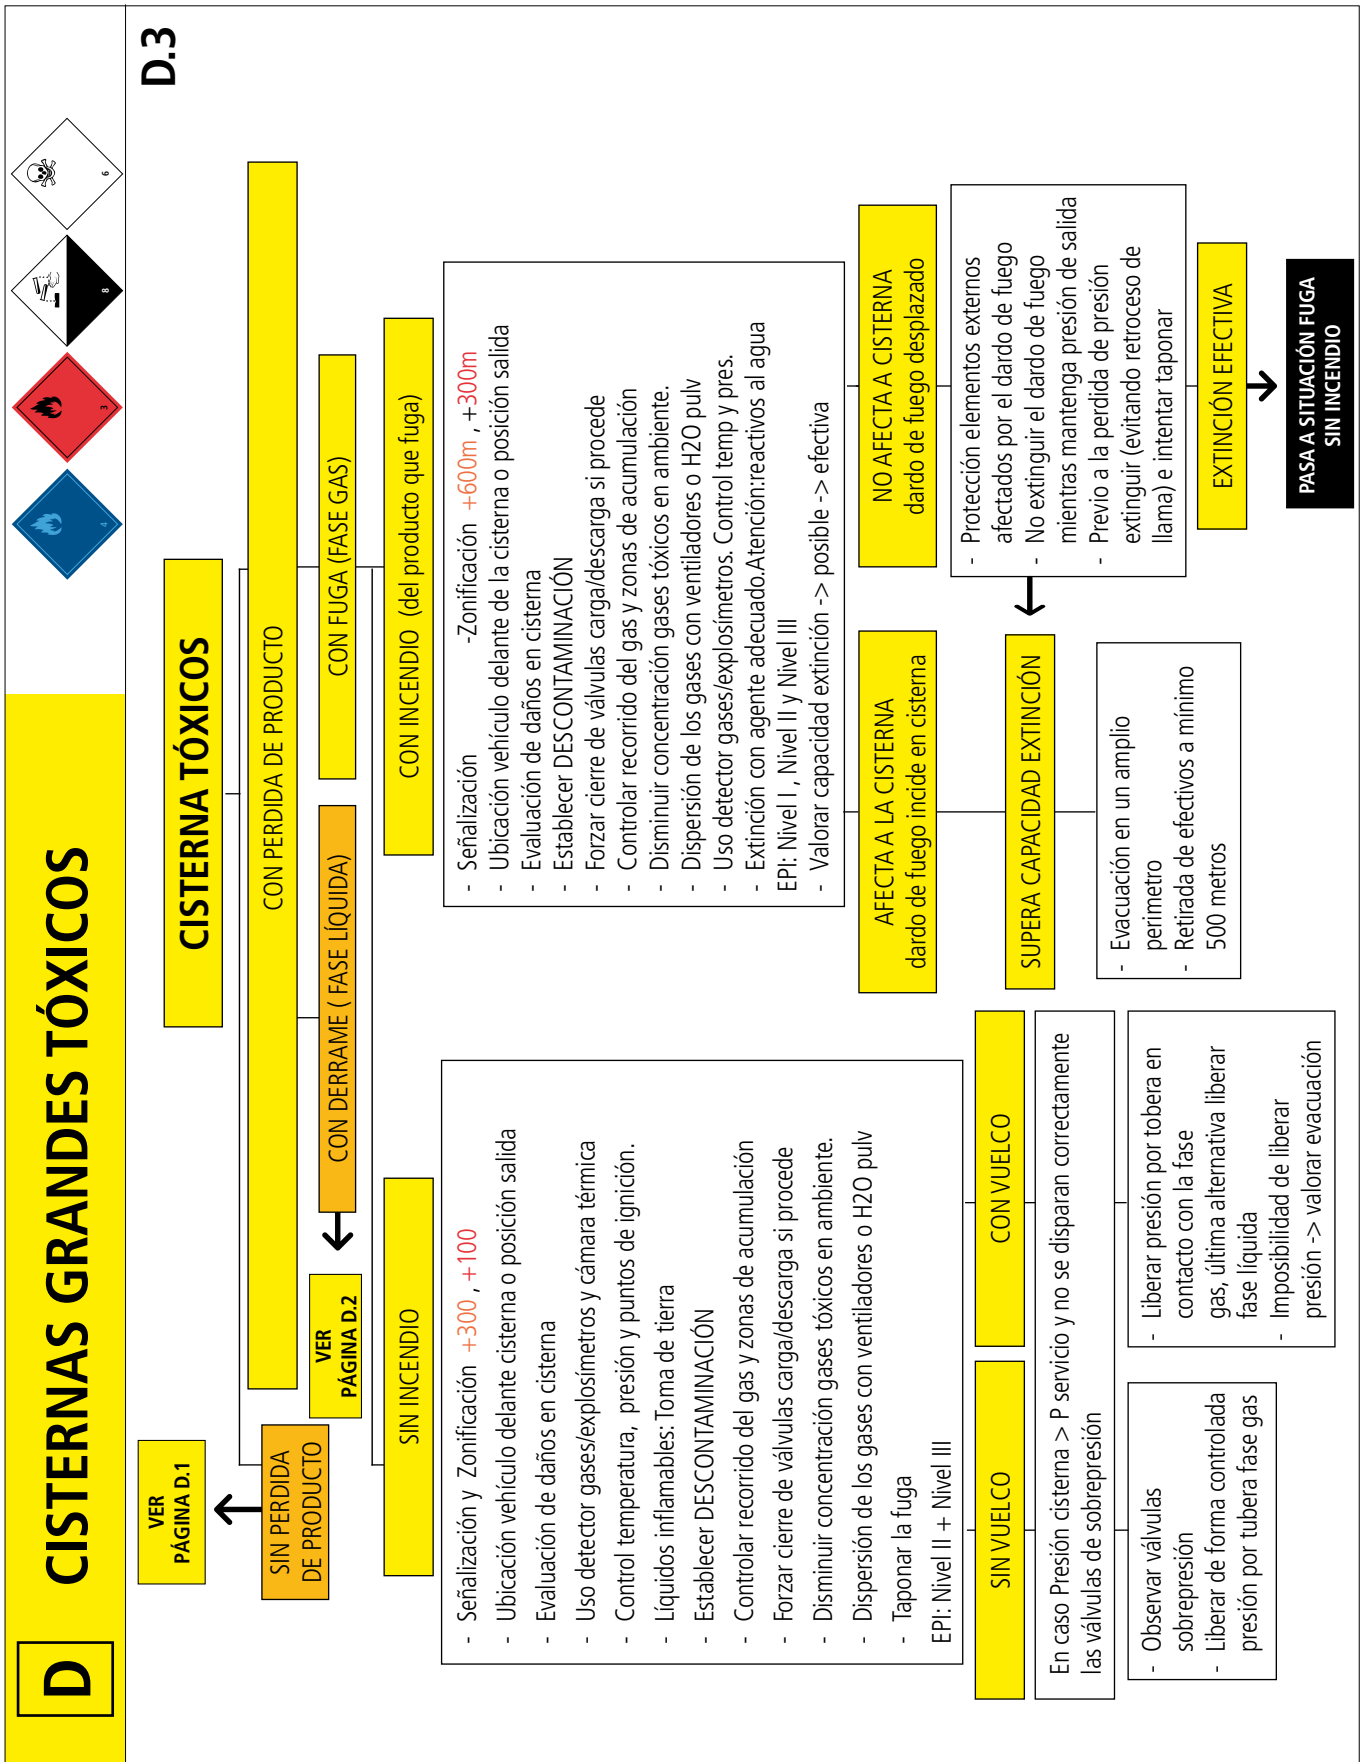 D
CISTERNAS GRANDES TÓXICOS
4
3
8
6
D.3
CISTERNA TÓXICOS
VER
PÁGINA D.1
SIN PERDIDA
DE PRODUCTO
CON PERDIDA DE PRODUCTO
VER
PÁGINA D.2
CON DERRAME ( FASE LÍQUIDA)
CON FUGA (FASE GAS)
SIN INCENDIO
- Señalización y Zonificación +300 , +100
- Ubicación vehículo delante cisterna o posición salida
- Evaluación de daños en cisterna
- Uso detector gases/explosímetros y cámara térmica
- Control temperatura, presión y puntos de ignición.
- Líquidos inflamables: Toma de tierra
- Establecer DESCONTAMINACIÓN
- Controlar recorrido del gas y zonas de acumulación
- Forzar cierre de válvulas carga/descarga si procede
- Disminuir concentración gases tóxicos en ambiente.
- Dispersión de los gases con ventiladores o H2O pulv
- Taponar la fuga
EPI: Nivel II + Nivel III
SIN VUELCO
CON VUELCO
En caso Presión cisterna > P servicio y no se disparan correctamente
las válvulas de sobrepresión
- Observar válvulas
sobrepresión
- Liberar de forma controlada
presión por tubera fase gas
- Liberar presión por tobera en
contacto con la fase
gas, última alternativa liberar
fase líquida
- Imposibilidad de liberar
presión -> valorar evacuación
CON INCENDIO (del producto que fuga)
- Señalización -Zonificación +600m , +300m
- Ubicación vehículo delante de la cisterna o posición salida
- Evaluación de daños en cisterna
- Establecer DESCONTAMINACIÓN
- Forzar cierre de válvulas carga/descarga si procede
- Controlar recorrido del gas y zonas de acumulación
- Disminuir concentración gases tóxicos en ambiente.
- Dispersión de los gases con ventiladores o H2O pulv
- Uso detector gases/explosímetros. Control temp y pres.
- Extinción con agente adecuado.Atención:reactivos al agua
EPI: Nivel I , Nivel II y Nivel III
- Valorar capacidad extinción -> posible -> efectiva
AFECTA A LA CISTERNA
dardo de fuego incide en cisterna
SUPERA CAPACIDAD EXTINCIÓN
- Evacuación en un amplio
perimetro
- Retirada de efectivos a mínimo
500 metros
NO AFECTA A CISTERNA
dardo de fuego desplazado
- Protección elementos externos
afectados por el dardo de fuego
- No extinguir el dardo de fuego
mientras mantenga presión de salida
- Previo a la perdida de presión
extinguir (evitando retroceso de
llama) e intentar taponar
EXTINCIÓN EFECTIVA
PASA A SITUACIÓN FUGA
SIN INCENDIO